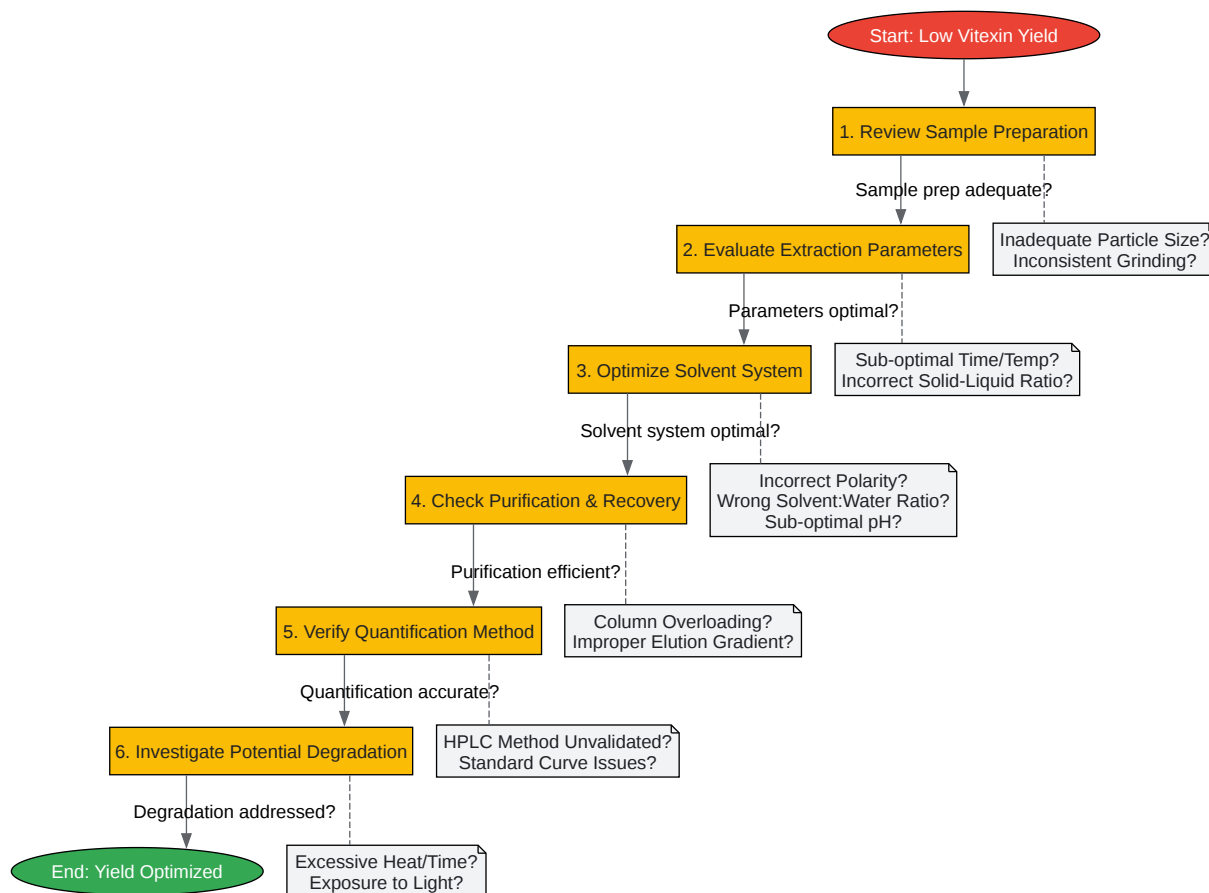 Start: Low Vitexin Yield
1. Review Sample Preparation
Sample prep adequate?
Inadequate Particle Size?
Inconsistent Grinding?
2. Evaluate Extraction Parameters
Parameters optimal?
Sub-optimal Time/Temp?
Incorrect Solid-Liquid Ratio?
3. Optimize Solvent System
Solvent system optimal?
Incorrect Polarity?
Wrong Solvent:Water Ratio?
Sub-optimal pH?
4. Check Purification & Recovery
Purification efficient?
Column Overloading?
Improper Elution Gradient?
5. Verify Quantification Method
Quantification accurate?
HPLC Method Unvalidated?
Standard Curve Issues?
6. Investigate Potential Degradation
Degradation addressed?
Excessive Heat/Time?
Exposure to Light?
End: Yield Optimized